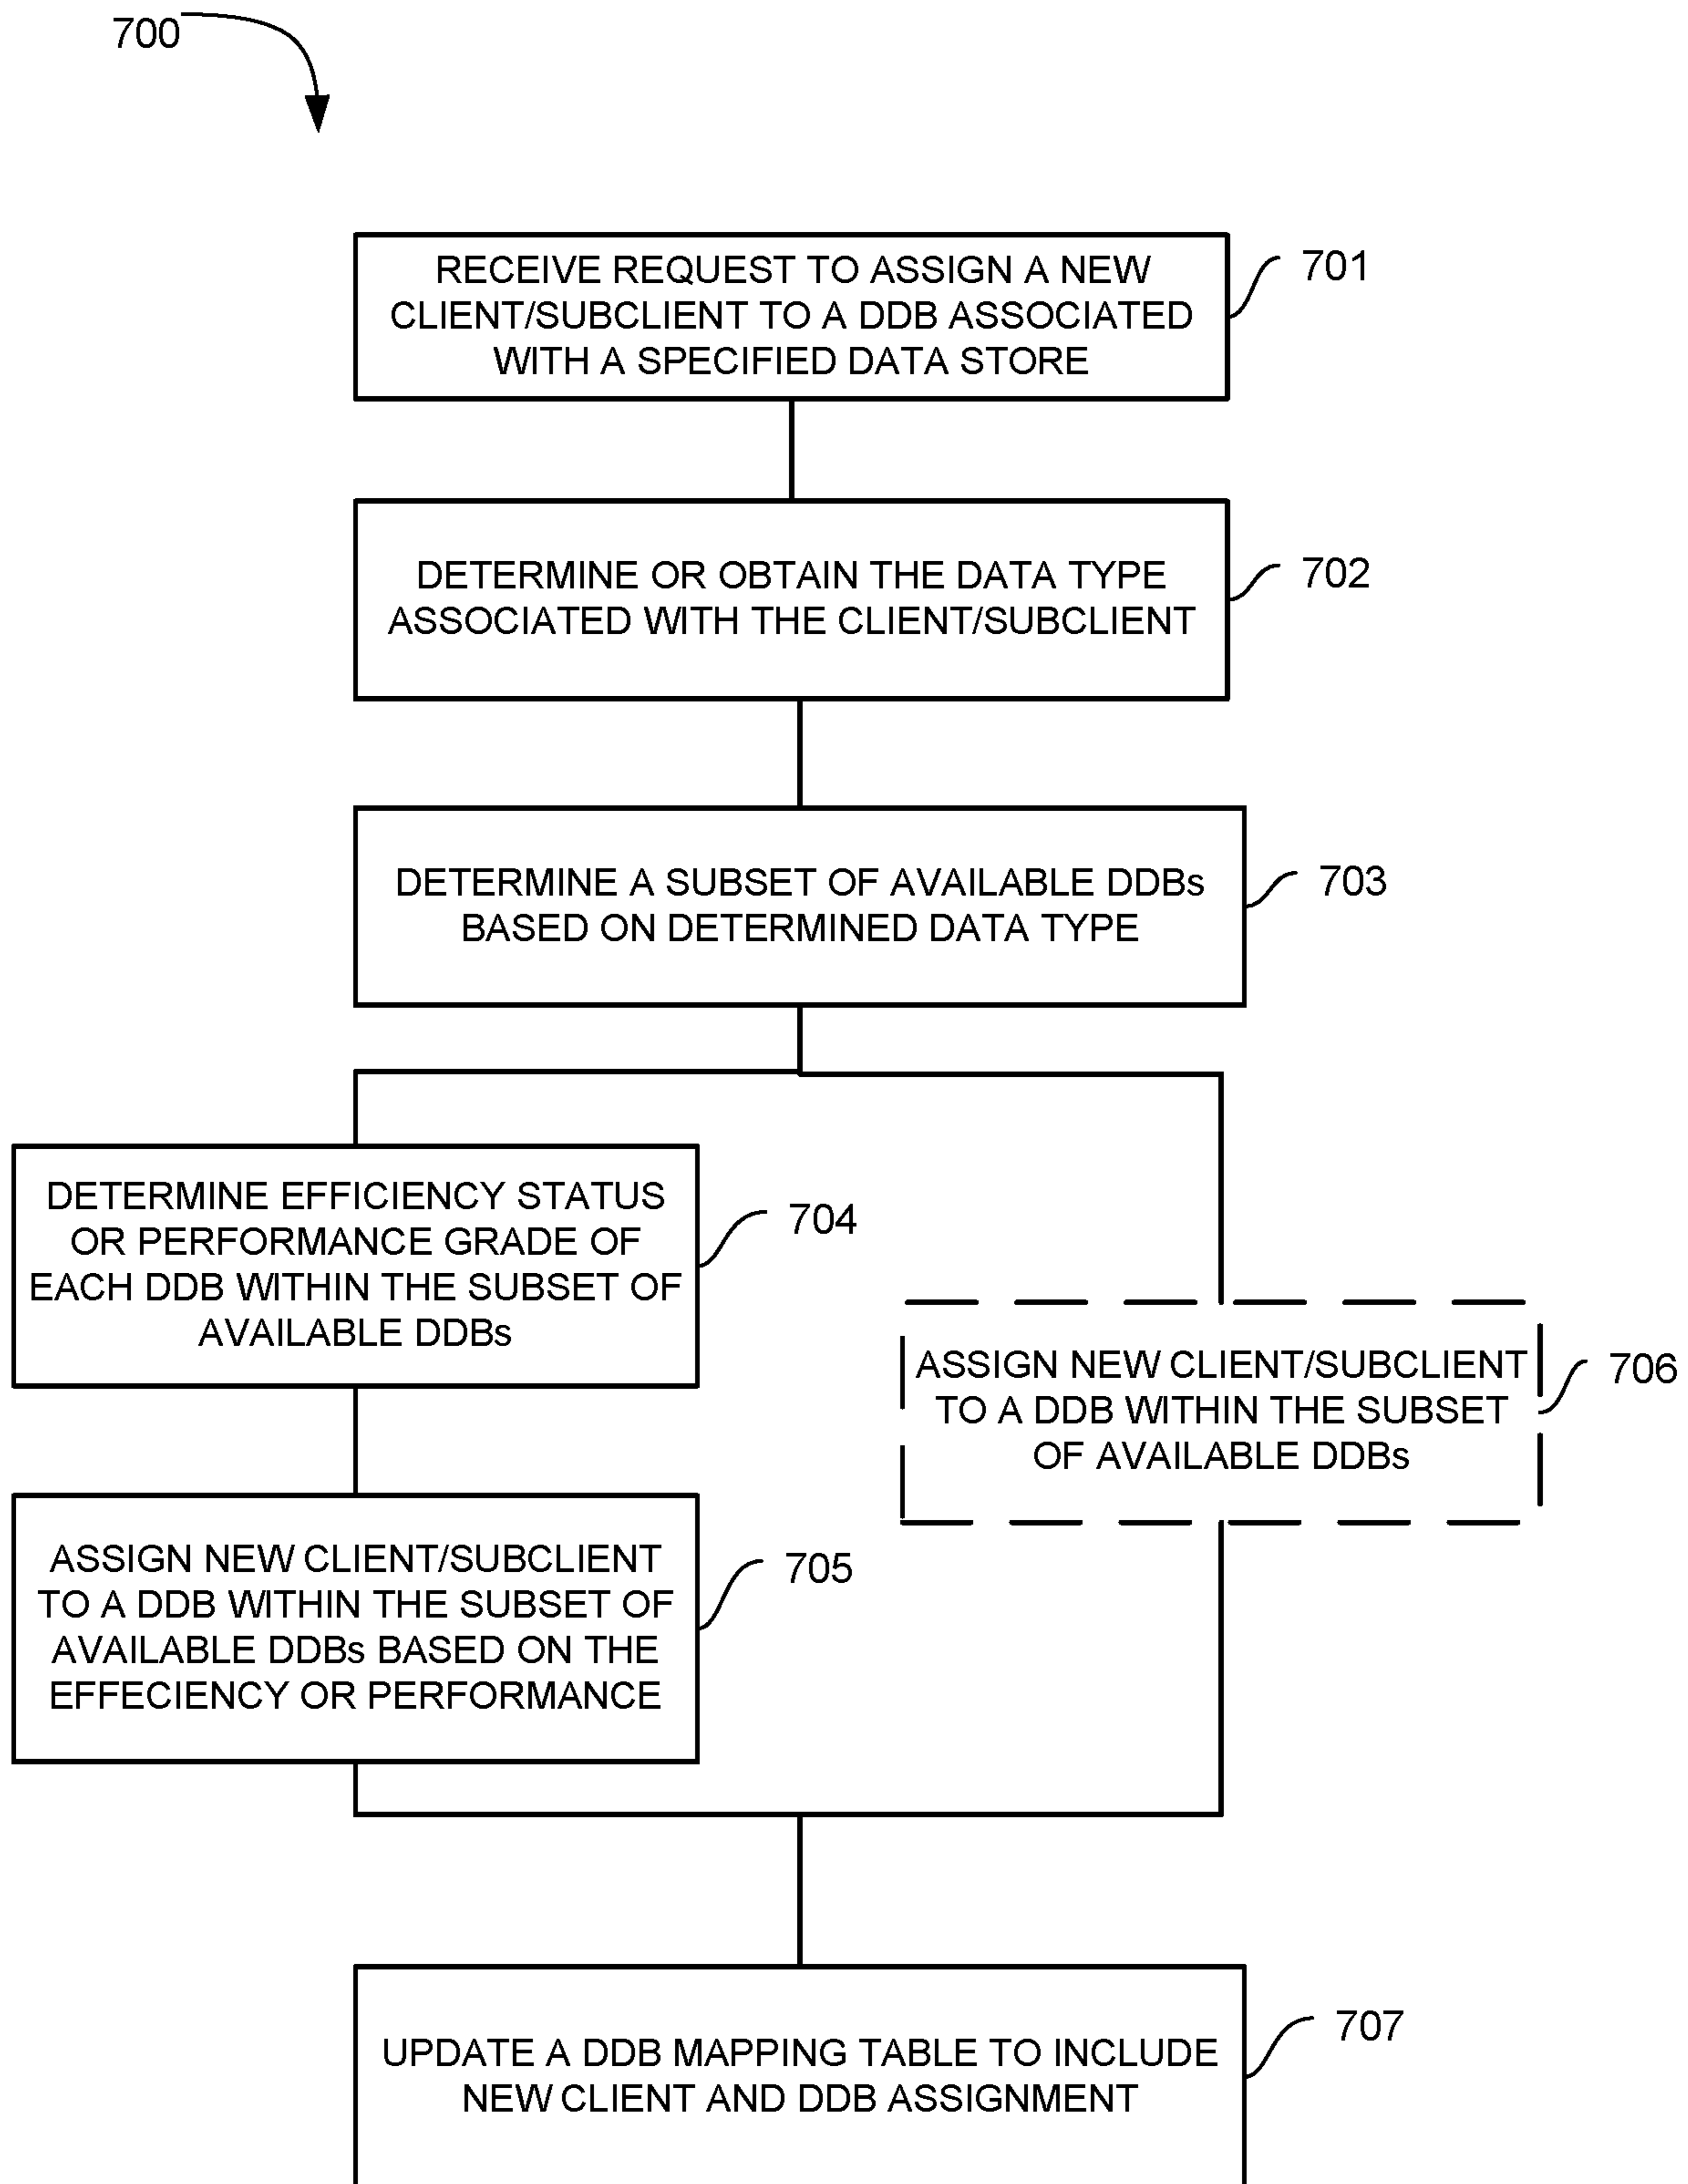 700
RECEIVE REQUEST TO ASSIGN A NEW
CLIENT/SUBCLIENT TO A DDB ASSOCIATED
WITH A SPECIFIED DATA STORE
701
DETERMINE OR OBTAIN THE DATA TYPE
ASSOCIATED WITH THE CLIENT/SUBCLIENT
702
DETERMINE A SUBSET OF AVAILABLE DDBs
BASED ON DETERMINED DATA TYPE
703
DETERMINE EFFICIENCY STATUS
OR PERFORMANCE GRADE OF
EACH DDB WITHIN THE SUBSET OF
AVAILABLE DDBs
704
ASSIGN NEW CLIENT/SUBCLIENT
TO A DDB WITHIN THE SUBSET OF
AVAILABLE DDBs BASED ON THE
EFFECIENCY OR PERFORMANCE
705
ASSIGN NEW CLIENT/SUBCLIENT
TO A DDB WITHIN THE SUBSET
OF AVAILABLE DDBs
706
UPDATE A DDB MAPPING TABLE TO INCLUDE
NEW CLIENT AND DDB ASSIGNMENT
707